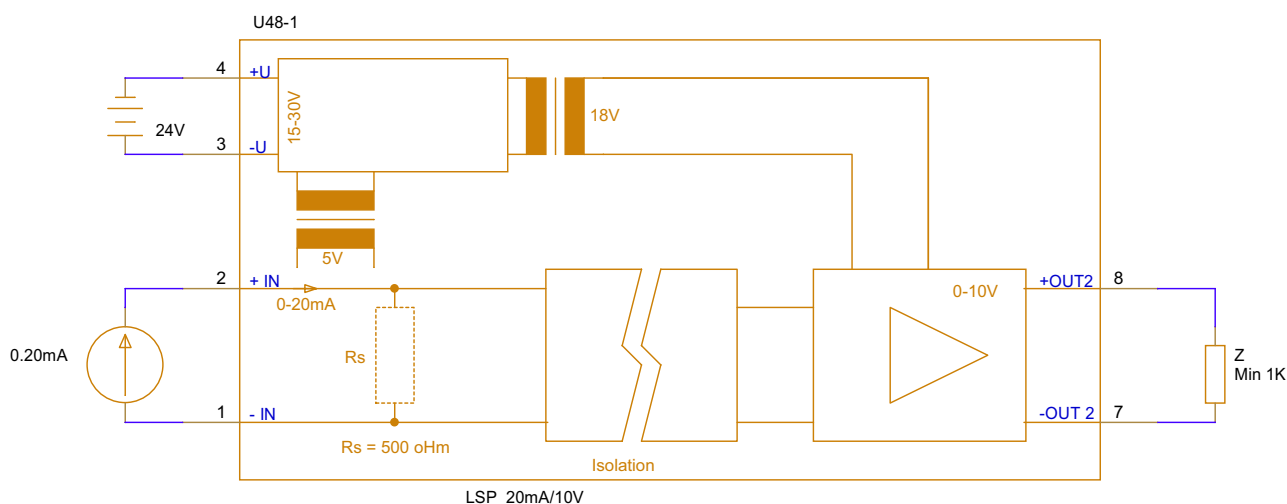 U48-1
4
+U
15-30V
18V
24V
3
-U
5V
2
+ IN
0-20mA
0-10V
+OUT2
8
0.20mA
Rs
Z
Min 1K
1
- IN
-OUT 2
7
Rs = 500 oHm
Isolation
LSP 20mA/10V